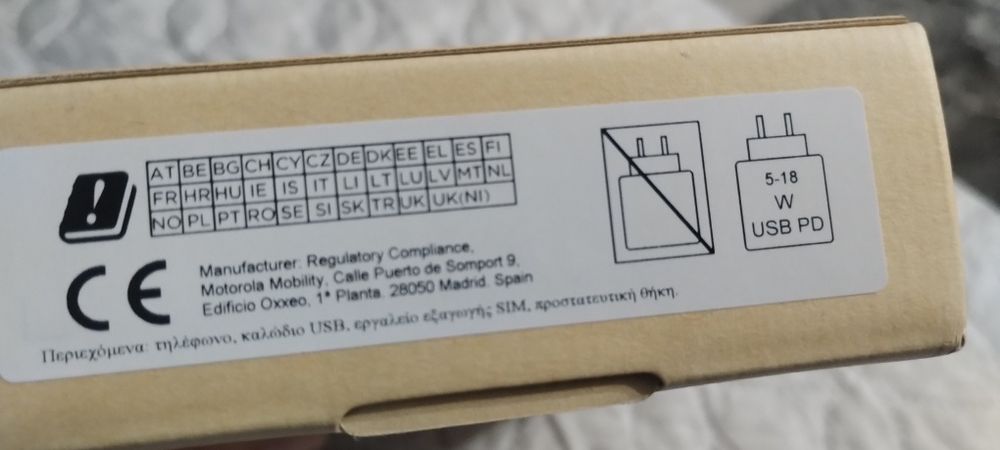 AT BE BG CH CY CZ DE DK EE EL ES FI
FR HR HU IE IS IT LI LT LU LV MT NL
NO PL PT RO SE SI SK TR UK UK(NI)
5-18
W
USB PD
CE
Manufacturer: Regulatory Compliance,
Motorola Mobility, Calle Puerto de Somport 9,
Edificio Oxxeo, 1ª Planta. 28050 Madrid. Spain
Περιεχόμενα: τηλέφωνο, καλώδιο USB, εργαλείο εξαγωγής SIM, προστατευτική θήκη.